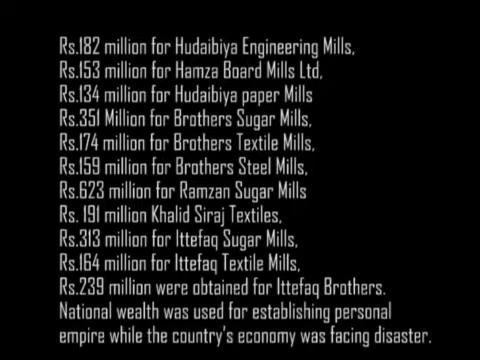 Rs.182 million for Hudaibiya Engineering Mills,
Rs.153 million for Hamza Board Mills Ltd,
Rs.134 million for Hudaibiya paper Mills
Rs.351 Million for Brothers Sugar Mills,
Rs.174 million for Brothers Textile Mills,
Rs.159 million for Brothers Steel Mills,
Rs.623 million for Ramzan Sugar Mills
Rs. 191 million Khalid Siraj Textiles,
Rs.313 million for Ittefaq Sugar Mills,
Rs.164 million for Ittefaq Textile Mills,
Rs.239 million were obtained for Ittefaq Brothers.
National wealth was used for establishing personal
empire while the country's economy was facing disaster.